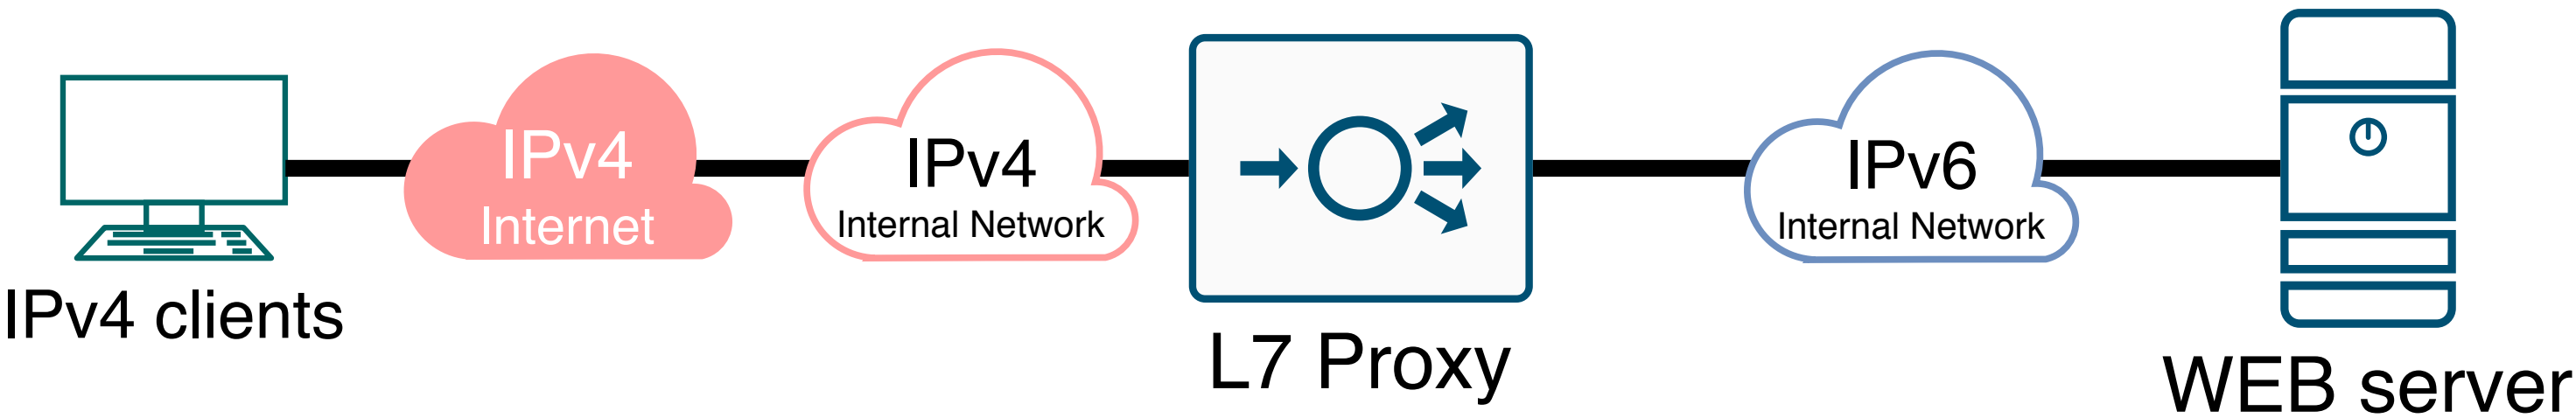 IPv4 clients
IPv4
Internet
IPv4
Internal Network
L7 Proxy
IPv6
Internal Network
WEB server